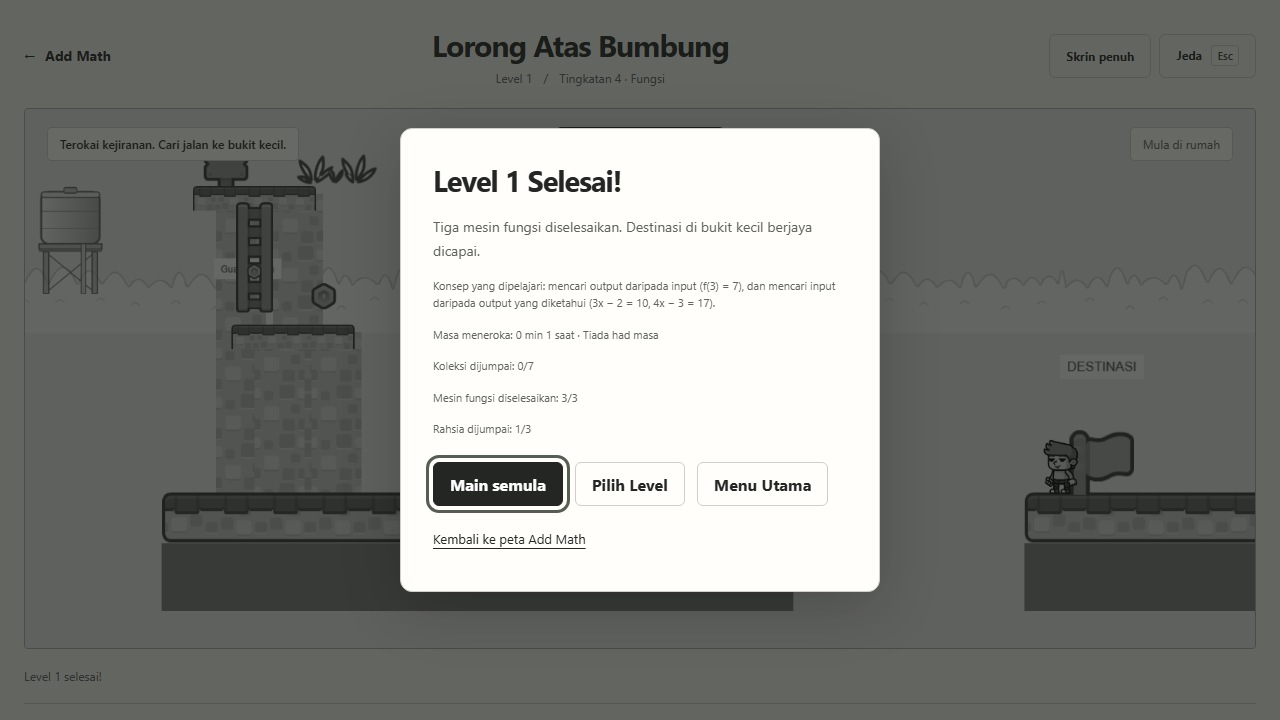 ← Add Math
Lorong Atas Bumbung
Level 1 / Tingkatan 4 · Fungsi
Skrin penuh
Jeda Esc
Terokai kejiranan. Cari jalan ke bukit kecil.
Mula di rumah
Level 1 Selesai!
Tiga mesin fungsi diselesaikan. Destinasi di bukit kecil berjaya
dicapai.
Konsep yang dipelajari: mencari output daripada input (f(3) = 7), dan mencari input
daripada output yang diketahui (3x − 2 = 10, 4x − 3 = 17).
Masa meneroka: 0 min 1 saat · Tiada had masa
Koleksi dijumpai: 0/7
Mesin fungsi diselesaikan: 3/3
Rahsia dijumpai: 1/3
Main semula
Pilih Level
Menu Utama
Kembali ke peta Add Math
DESTINASI
Level 1 selesai!